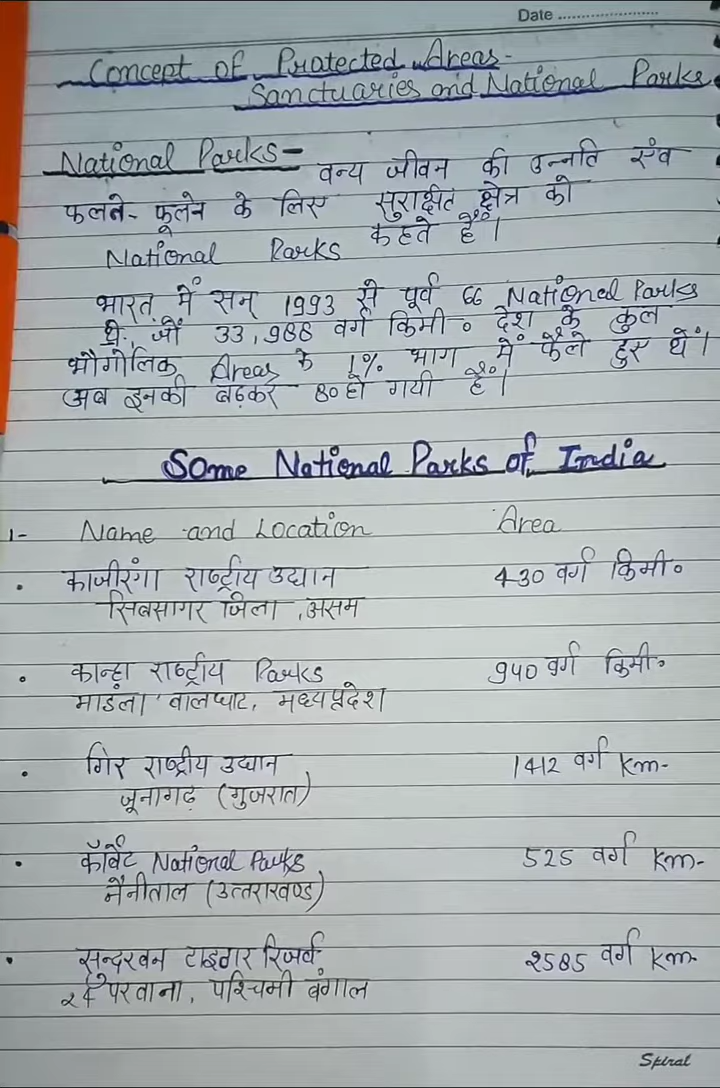 Date ....................
Concept of Protected Areas-
Sanctuaries and National Parks
National Parks- वन्य जीवन की उन्नति एंव
फलने-फूलने के लिए सुराक्षित क्षेत्र को
National Parks कहते हैं।
भारत में सन् 1993 से पूर्व 66 National Parks
थे, जो 33,988 वर्ग किमी० देश के कुल
भौगोलिक Areas के 1% भाग में फैले हुए थें।
अब इनकी बढ़कर 80 हो गयी है।
Some National Parks of India
1- Name and Location Area
• काजीरंगा राष्ट्रीय उद्यान 430 वर्ग किमी०
सिबसागर जिला, असम
• कान्हा राष्ट्रीय Parks 940 वर्ग किमी०
माडंला बालघाट, मध्यप्रदेश
• गिर राष्ट्रीय उद्यान 1412 वर्ग Km-
जूनागढ़ (गुजरात)
• कॉर्बेट National Parks 525 वर्ग Km-
नैनीताल (उत्तराखण्ड)
• सुन्दरबन टाइगर रिजर्व 2585 वर्ग Km-
24 परवाना, पश्चिमी बंगाल
Spiral